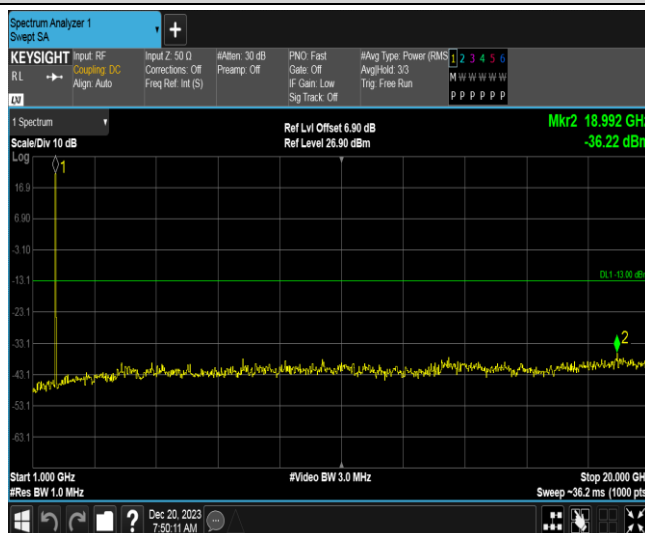 Spectrum Analyzer 1
Swept SA
+
KEYSIGHT
RL
LXI
Input: RF
Coupling: DC
Align: Auto
Input Z: 50 Ω
Corrections: Off
Freq Ref: Int (S)
#Atten: 30 dB
Preamp: Off
PNO: Fast
Gate: Off
IF Gain: Low
Sig Track: Off
#Avg Type: Power (RMS
Avg|Hold: 3/3
Trig: Free Run
1 2 3 4 5 6
M W W W W W
P P P P P P
1 Spectrum
Scale/Div 10 dB
Ref Lvl Offset 6.90 dB
Ref Level 26.90 dBm
Mkr2 18.992 GHz
-36.22 dBm
Log
1
16.9
6.90
-3.10
-13.1
DL1 -13.00 dBm
-23.1
-33.1
2
-43.1
-53.1
-63.1
Start 1.000 GHz
#Res BW 1.0 MHz
#Video BW 3.0 MHz
Stop 20.000 GHz
Sweep ~36.2 ms (1000 pts
?
Dec 20, 2023
7:50:11 AM